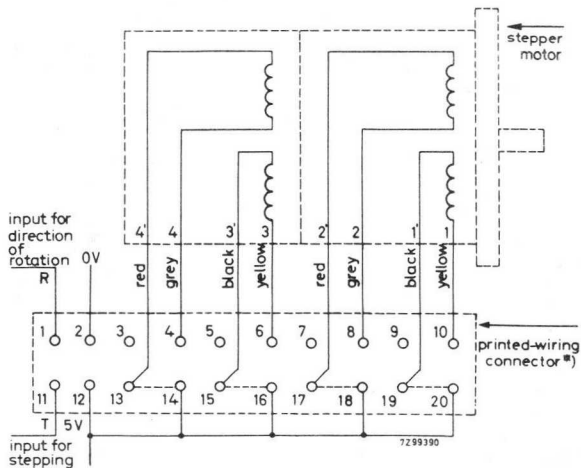 stepper
motor
4' 4 3' 3 2' 2 1' 1
red grey black yellow red grey black yellow
input for
direction
of
rotation
R
0V
1 2 3 4 5 6 7 8 9 10
printed-wiring
connector*)
11 12 13 14 15 16 17 18 19 20
T 5V
input for
stepping
7Z99390